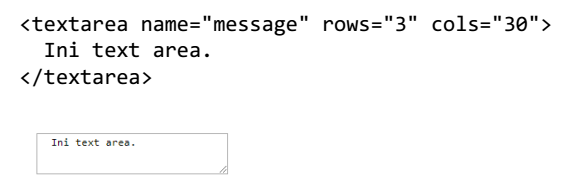 <textarea name="message" rows="3" cols="30">
  Ini text area.
</textarea>
Ini text area.